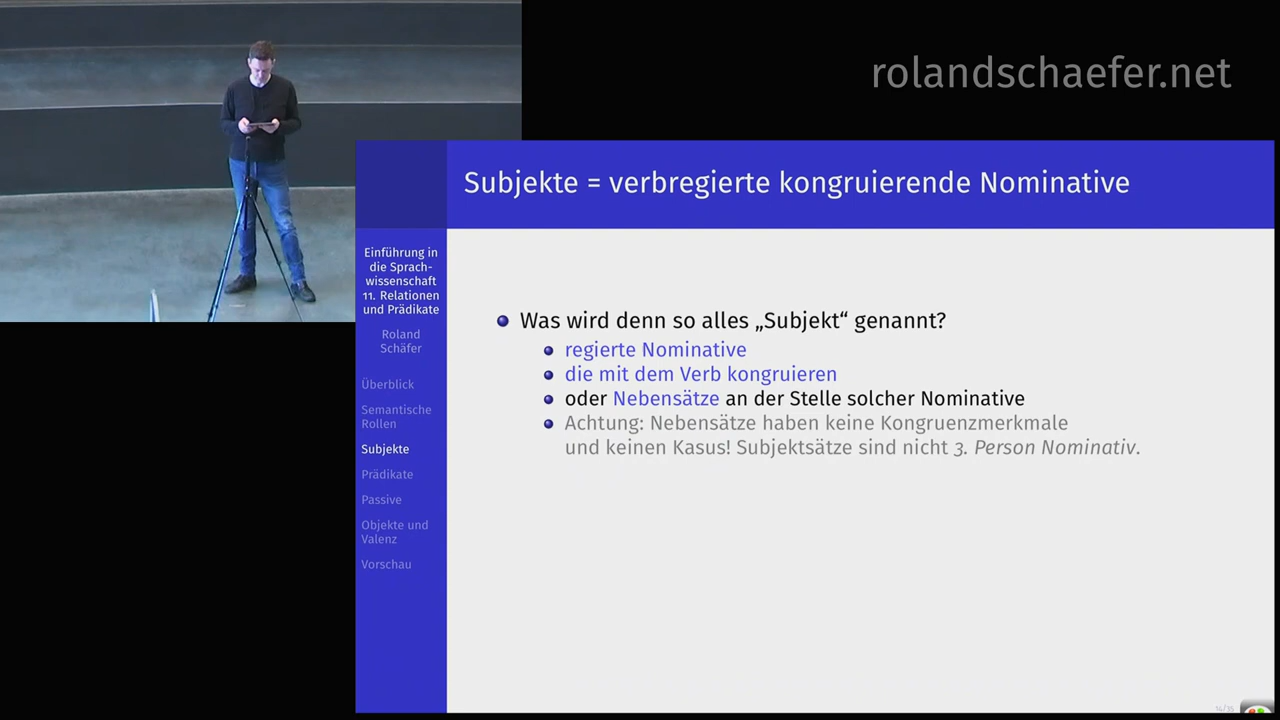 rolandschaefer.net
Subjekte = verbregierte kongruierende Nominative
Einführung in
die Sprach-
wissenschaft
11. Relationen
und Prädikate
Roland
Schäfer
Überblick
Semantische
Rollen
Subjekte
Prädikate
Passive
Objekte und
Valenz
Vorschau
Was wird denn so alles „Subjekt“ genannt?
regierte Nominative
die mit dem Verb kongruieren
oder Nebensätze an der Stelle solcher Nominative
Achtung: Nebensätze haben keine Kongruenzmerkmale
und keinen Kasus! Subjektsätze sind nicht 3. Person Nominativ.